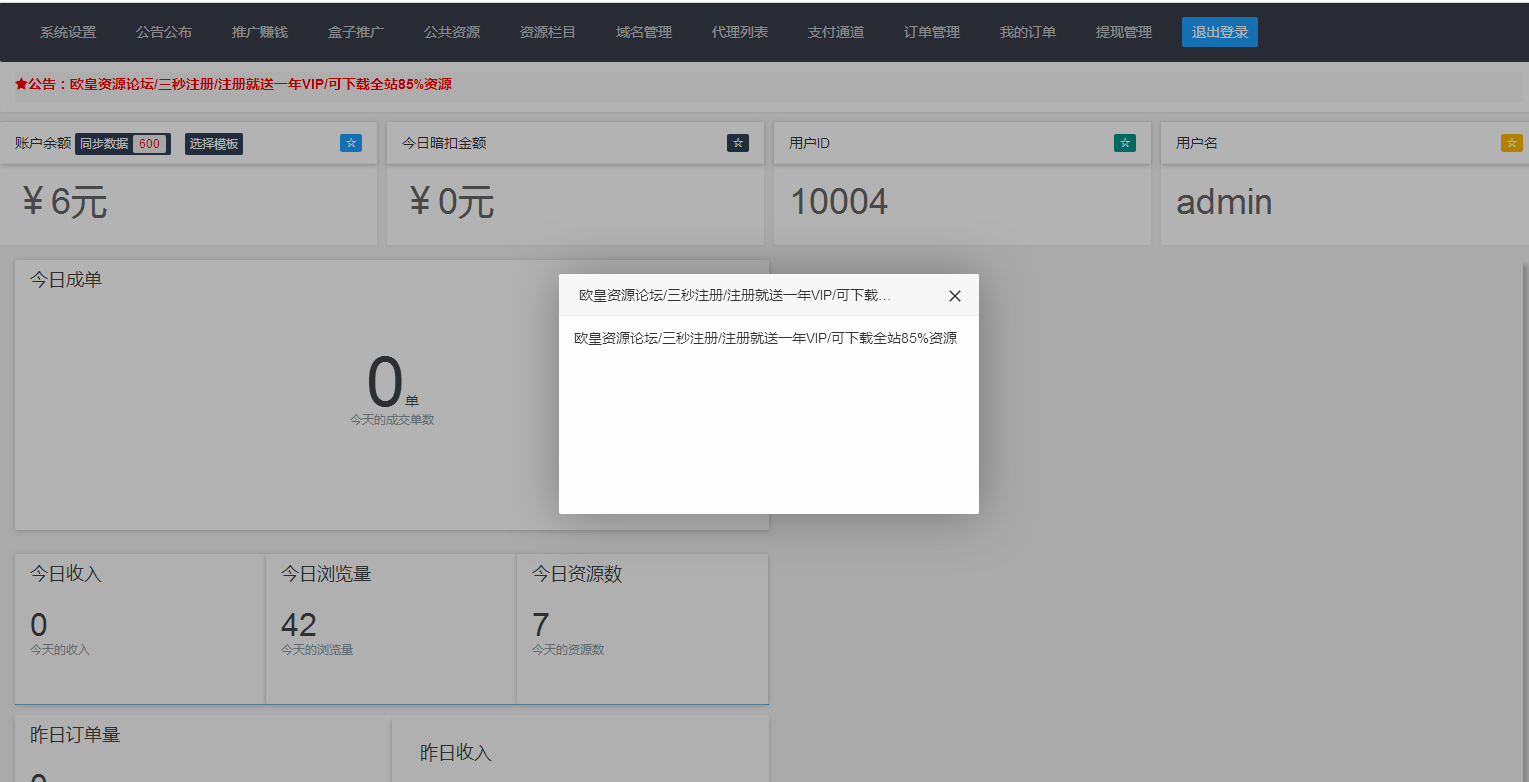 系统设置 公告公布 推广赚钱 盒子推广 公共资源 资源栏目 域名管理 代理列表 支付通道 订单管理 我的订单 提现管理 退出登录
★公告：欧皇资源论坛/三秒注册/注册就送一年VIP/可下载全站85%资源
账户余额 同步数据 600 选择模板 今日暗扣金额 用户ID 用户名
￥6元 ￥0元 10004 admin
今日成单
欧皇资源论坛/三秒注册/注册就送一年VIP/可下载…
欧皇资源论坛/三秒注册/注册就送一年VIP/可下载全站85%资源
0单
今天的成交单数
今日收入 今日浏览量 今日资源数
0 42 7
今天的收入 今天的浏览量 今天的资源数
昨日订单量
昨日收入